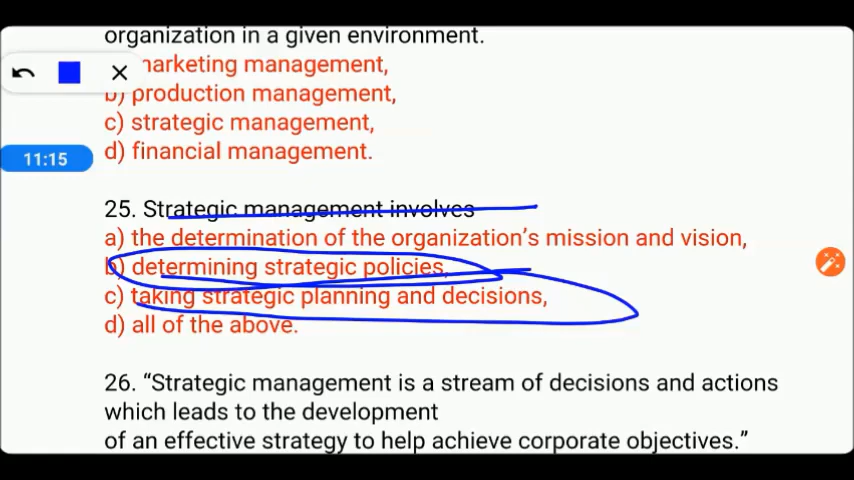 organization in a given environment.
marketing management,
b) production management,
c) strategic management,
d) financial management.
11:15
25. Strategic management involves
a) the determination of the organization’s mission and vision,
b) determining strategic policies,
c) taking strategic planning and decisions,
d) all of the above.
26. “Strategic management is a stream of decisions and actions
which leads to the development
of an effective strategy to help achieve corporate objectives.”